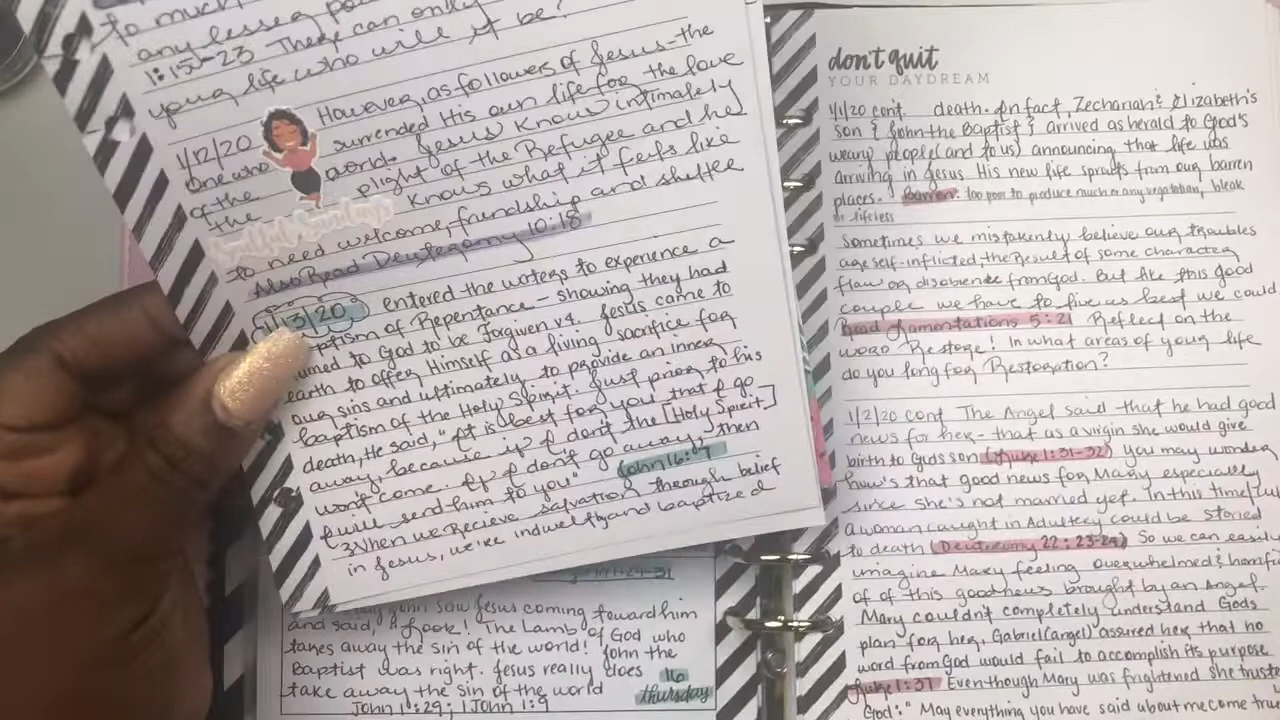 to much
any lesser
1:15-23 There can only
your life who will it be?
1/12/20 However, as followers of Jesus-the
one who surrended His own life for the love
of the world. Jesus Knows intimately
the plight of the Refugee and he
Knows what it feels like
Soulful Sundays
to need welcome, friendship and shelter
Also Read Deuteromy 10:18
1/13/20 entered the waters to experience a
baptism of Repentance - showing they had
turned to God to be forgiven v4. Jesus came to
earth to offer Himself as a living sacrifice for
our sins and ultimately to provide an inner
baptism of the Holy Spirit. Just prior to his
death, He said, "It is best for you that I go
away, because if I don't the [Holy Spirit]
won't come. If I don't go away, then
I will send him to you" John 16:07
When we Recieve salvation through belief
in Jesus, we're indwelt and baptized
John saw Jesus coming toward him
and said, "Look! The Lamb of God who
takes away the sin of the world! John the
Baptist was right. Jesus really does
take away the sin of the world
John 1:29; 1 John 1:9
16
thursday
don't quit
YOUR DAYDREAM
1/1/20 cont. death. In fact, Zechariah & Elizabeth's
son & John the Baptist & arrived as herald to God's
weary people (and to us) announcing that life was
arriving in Jesus. His new life sprouts from our barren
places. Barren: too poor to produce much or any vegatation, bleak
or lifeless
Sometimes we mistakenly believe our troubles
are self-inflicted, the result of some character
flaw or disobience from God. But like this good
couple we have to live as best we could
Read Lamentations 5:21 Reflect on the
word Restore! In what areas of your life
do you long for Restoration?
1/2/20 cont The Angel said that he had good
news for her - that as a virgin she would give
birth to Gods son (Luke 1:31-32) You may wonder
how's that good news for Mary especially
since she's not married yet. In this time/
a woman caught in Adultery could be stoned
to death (Deutreomy 22:23-24) So we can easily
imagine Mary feeling overwhelmed &
of of this good news brought by an Angel.
Mary couldn't completely understand Gods
plan for her, Gabriel (angel) assured her that no
word from God would fail to accomplish its purpose
Luke 1:37 Even though Mary was frightened she
God: " May everything you have said about me come true